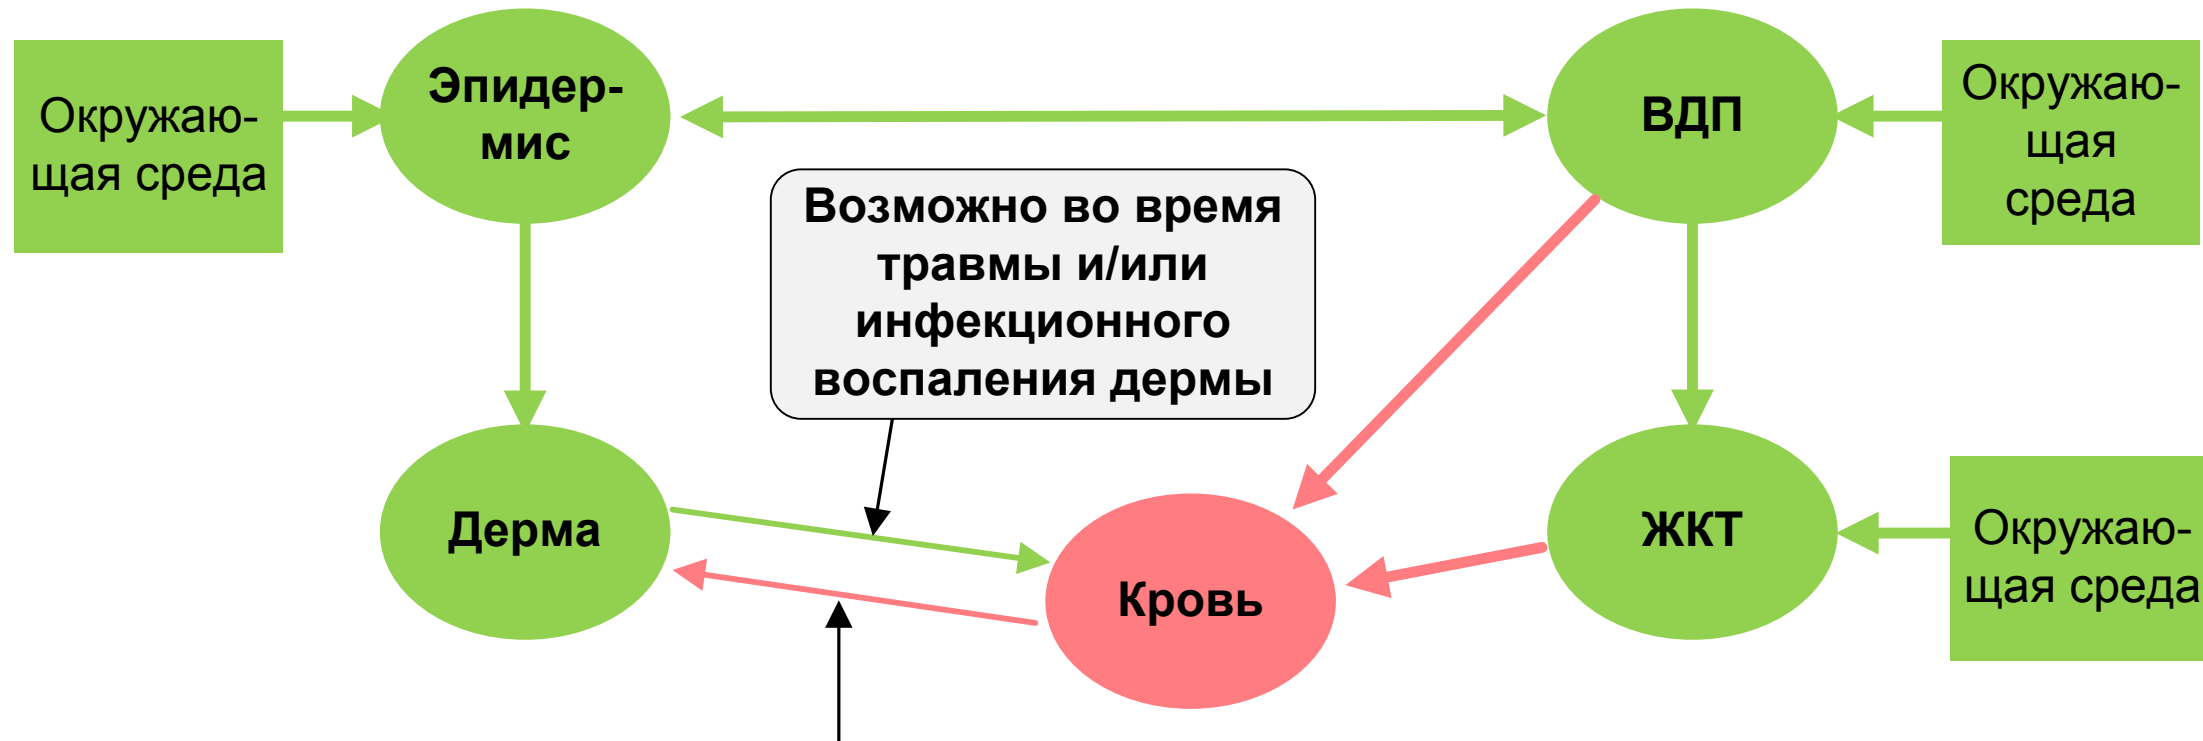 Окружаю-
щая среда
Эпидер-
мис
ВДП
Окружаю-
щая
среда
Возможно во время
травмы и/или
инфекционного
воспаления дермы
Дерма
Кровь
ЖКТ
Окружаю-
щая среда